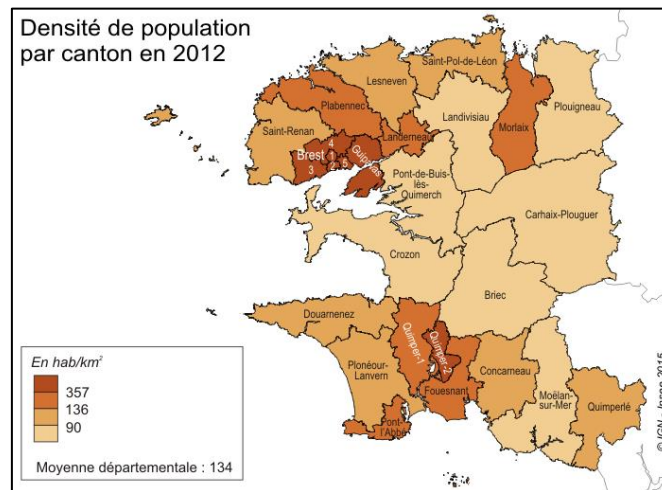 Densité de population
par canton en 2012
Saint-Pol-de-Léon
Lesneven
Plabennec
Plouigneau
Landivisiau
Morlaix
Saint-Renan
Landerneau
Brest
4
1
2
5
3
Guipavas
Pont-de-Buis-
lès-
Quimerch
Carhaix-Plouguer
Crozon
Briec
Douarnenez
Quimper-1
Quimper-2
Plonéour-
Lanvern
Concarneau
Fouesnant
Moëlan-
sur-Mer
Quimperlé
Pont-
l'Abbé
En hab/km²
357
136
90
Moyenne départementale : 134
© IGN - Insee 2015